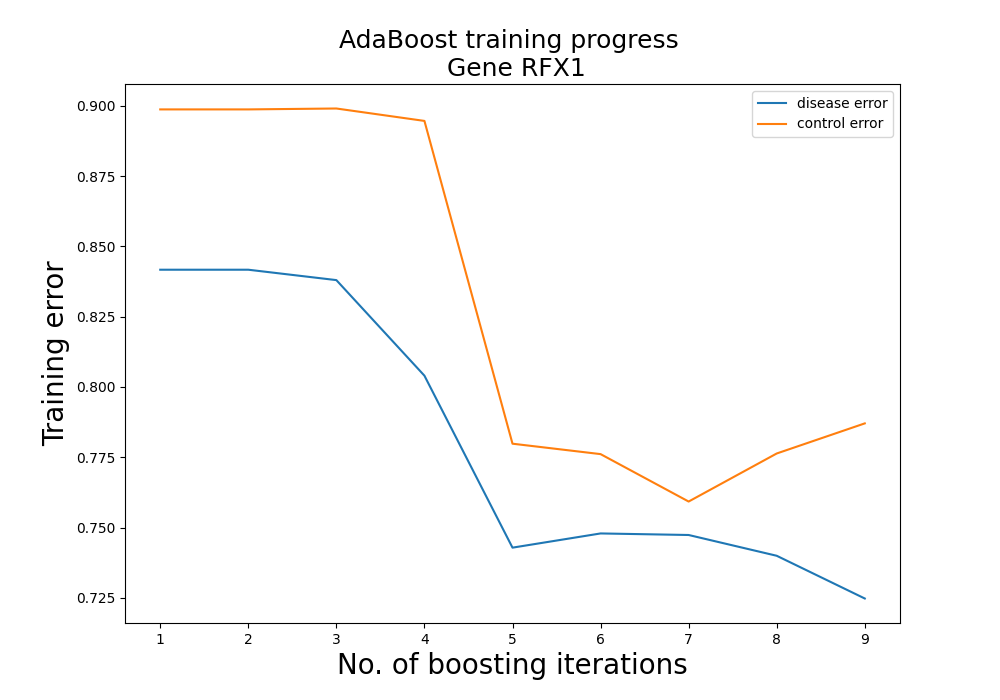 AdaBoost training progress
Gene RFX1
disease error
control error
0.900
0.875
0.850
0.825
0.800
0.775
0.750
0.725
Training error
1 2 3 4 5 6 7 8 9
No. of boosting iterations